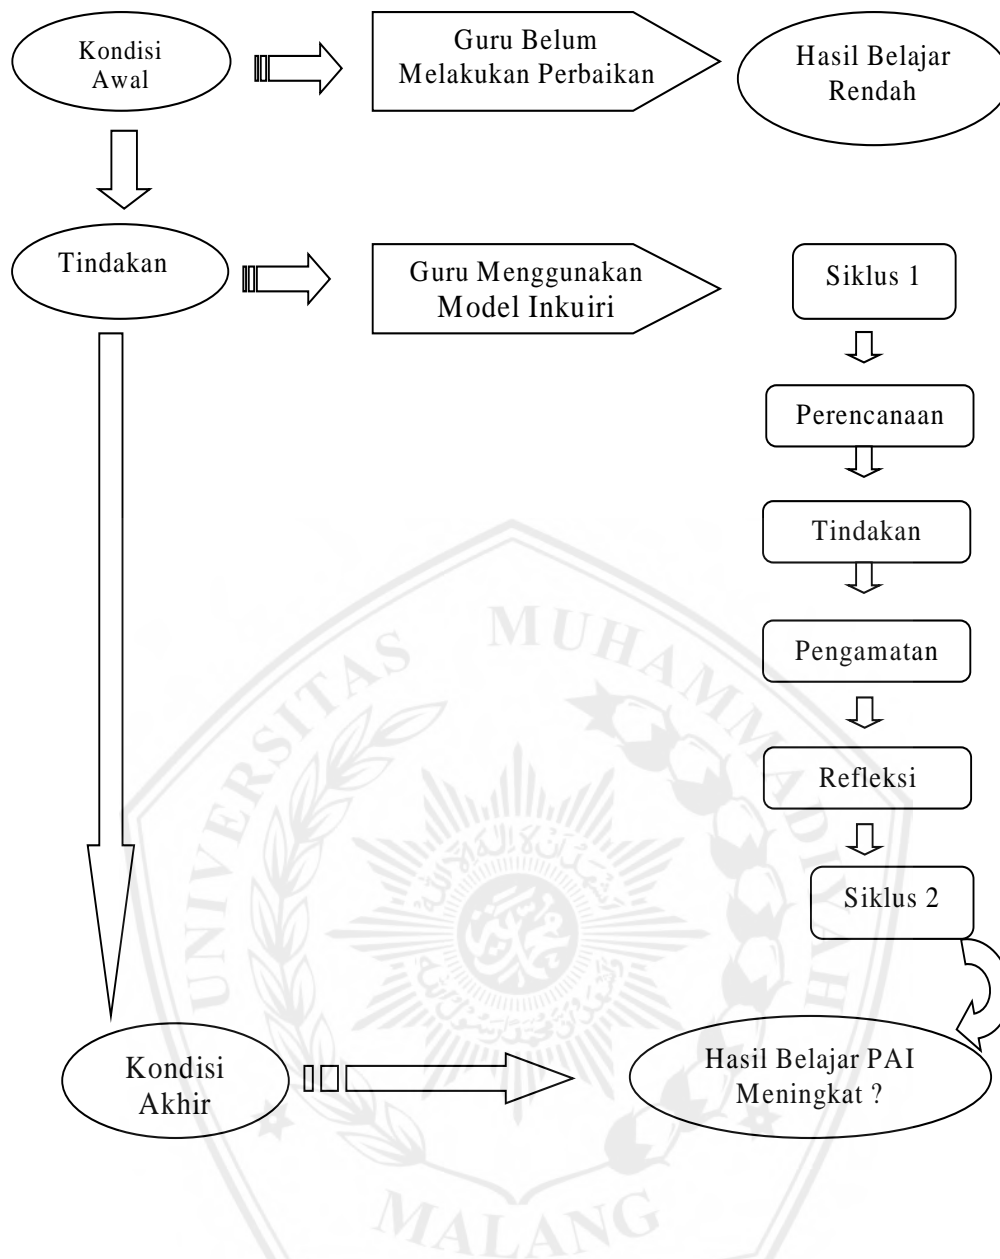 Kondisi
Awal
Guru Belum
Melakukan Perbaikan
Hasil Belajar
Rendah
Tindakan
Guru Menggunakan
Model Inkuiri
Siklus 1
Perencanaan
Tindakan
Pengamatan
Refleksi
Siklus 2
Kondisi
Akhir
Hasil Belajar PAI
Meningkat ?
UNIVERSITAS MUHAMMADIYAH
MALANG